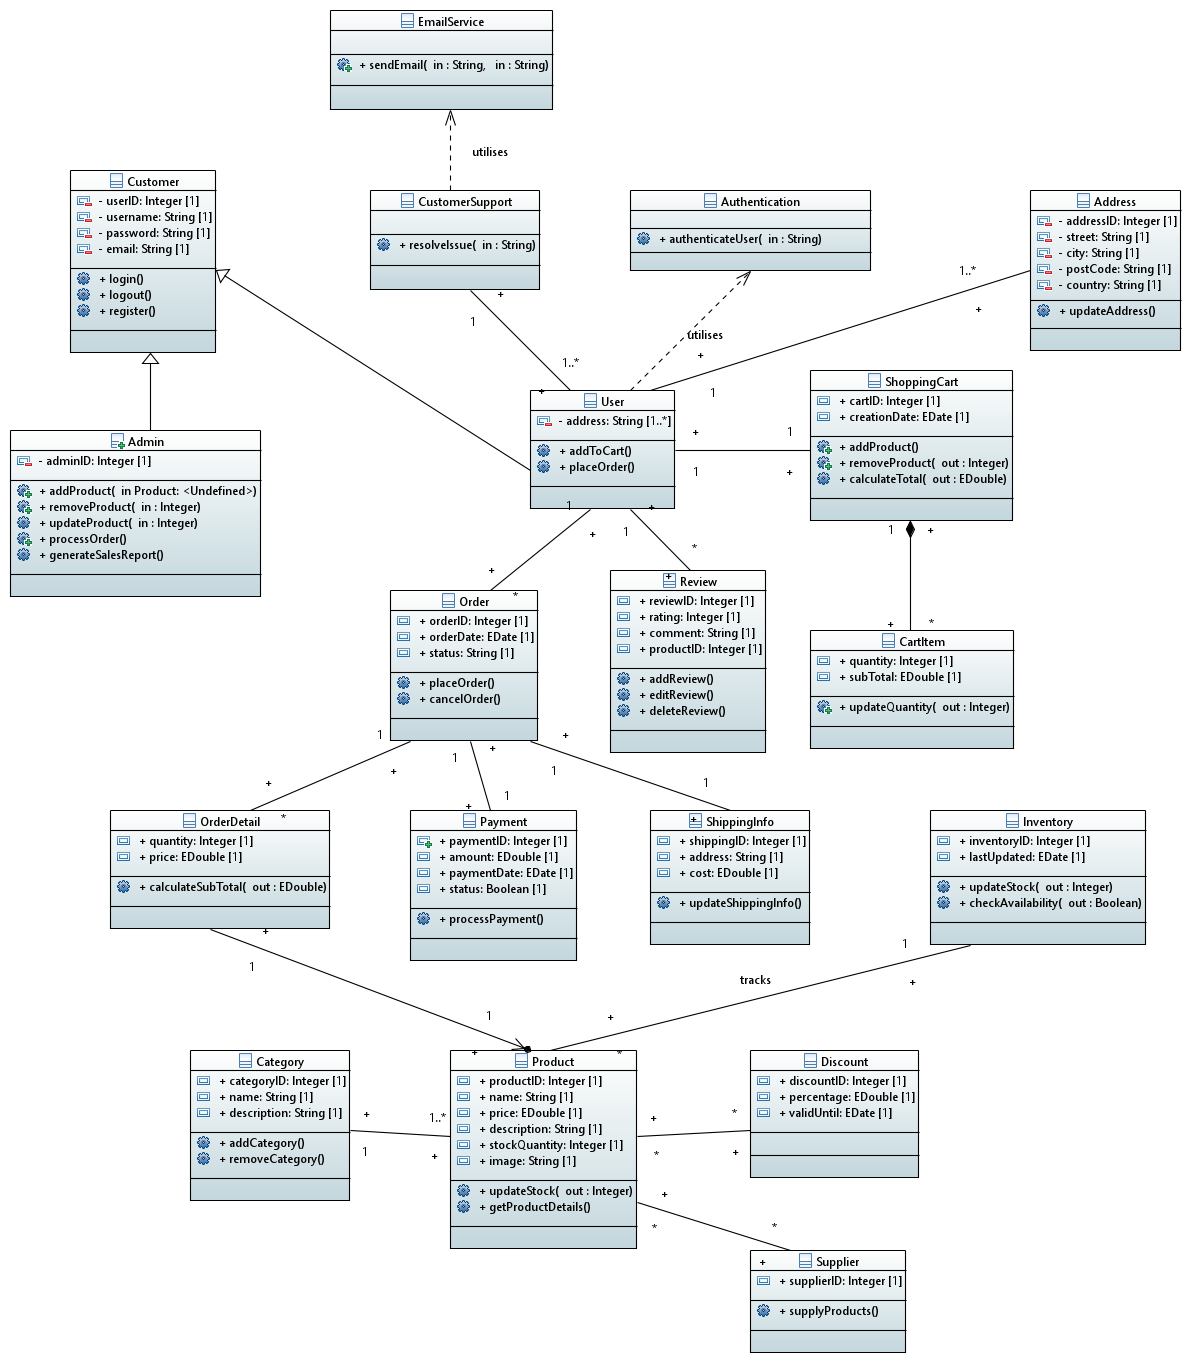 EmailService
+ sendEmail(  in : String,   in : String)
utilises
Customer
- userID: Integer [1]
- username: String [1]
- password: String [1]
- email: String [1]
+ login()
+ logout()
+ register()
CustomerSupport
+ resolveIssue(  in : String)
Authentication
+ authenticateUser(  in : String)
Address
- addressID: Integer [1]
- street: String [1]
- city: String [1]
- postCode: String [1]
- country: String [1]
+ updateAddress()
1..*
+
+
1
utilises
1..*
+
1
+
User
- address: String [1..*]
+ addToCart()
+ placeOrder()
+
1
1
+
ShoppingCart
+ cartID: Integer [1]
+ creationDate: EDate [1]
+ addProduct()
+ removeProduct(  out : Integer)
+ calculateTotal(  out : EDouble)
Admin
- adminID: Integer [1]
+ addProduct(  in Product: <Undefined>)
+ removeProduct(  in : Integer)
+ updateProduct(  in : Integer)
+ processOrder()
+ generateSalesReport()
1
+
+
1
+
*
1
+
+
*
+
*
Order
+ orderID: Integer [1]
+ orderDate: EDate [1]
+ status: String [1]
+ placeOrder()
+ cancelOrder()
+
Review
+ reviewID: Integer [1]
+ rating: Integer [1]
+ comment: String [1]
+ productID: Integer [1]
+ addReview()
+ editReview()
+ deleteReview()
CartItem
+ quantity: Integer [1]
+ subTotal: EDouble [1]
+ updateQuantity(  out : Integer)
1
+
+
1
+
+
1
1
1
+
*
OrderDetail
+ quantity: Integer [1]
+ price: EDouble [1]
+ calculateSubTotal(  out : EDouble)
Payment
+ paymentID: Integer [1]
+ amount: EDouble [1]
+ paymentDate: EDate [1]
+ status: Boolean [1]
+ processPayment()
+
ShippingInfo
+ shippingID: Integer [1]
+ address: String [1]
+ cost: EDouble [1]
+ updateShippingInfo()
Inventory
+ inventoryID: Integer [1]
+ lastUpdated: EDate [1]
+ updateStock(  out : Integer)
+ checkAvailability(  out : Boolean)
+
1
1
+
tracks
1
+
+
*
Category
+ categoryID: Integer [1]
+ name: String [1]
+ description: String [1]
+ addCategory()
+ removeCategory()
+
1
1..*
+
Product
+ productID: Integer [1]
+ name: String [1]
+ price: EDouble [1]
+ description: String [1]
+ stockQuantity: Integer [1]
+ image: String [1]
+ updateStock(  out : Integer)
+ getProductDetails()
+
*
*
+
Discount
+ discountID: Integer [1]
+ percentage: EDouble [1]
+ validUntil: EDate [1]
+
*
*
+
Supplier
+ supplierID: Integer [1]
+ supplyProducts()